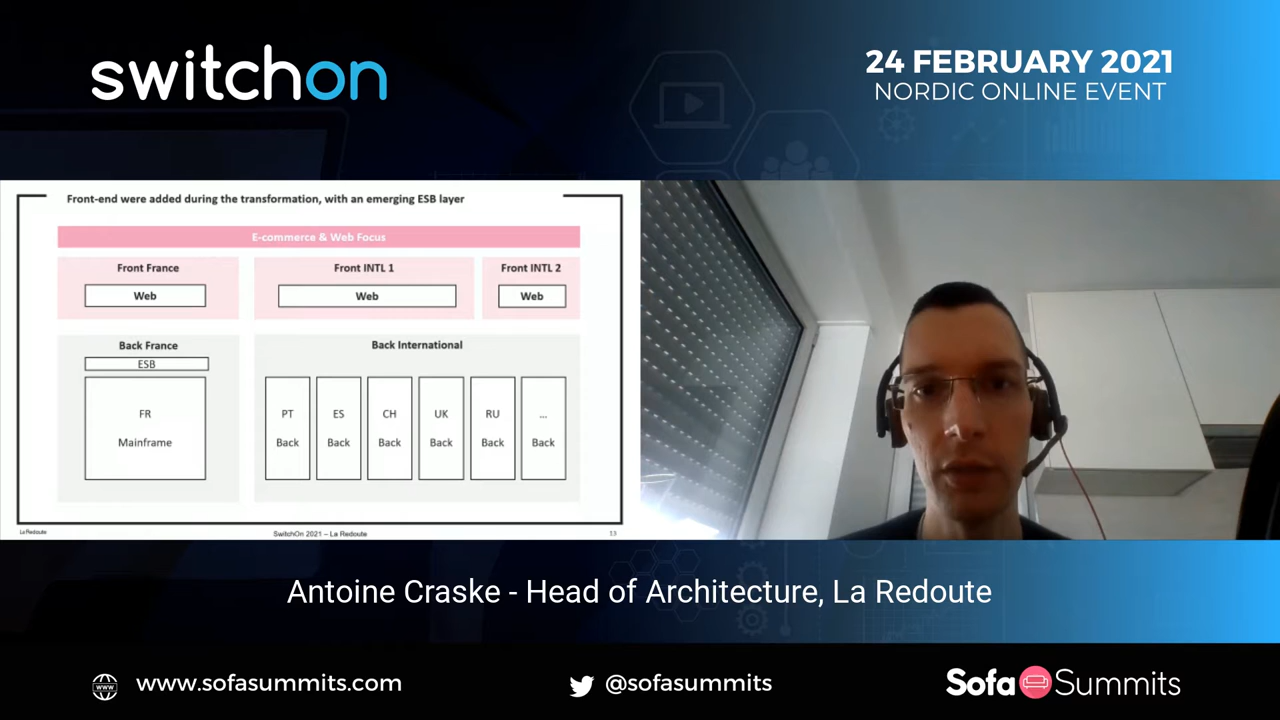 switchon
24 FEBRUARY 2021
NORDIC ONLINE EVENT
Front-end were added during the transformation, with an emerging ESB layer
E-commerce & Web Focus
Front France
Front INTL 1
Front INTL 2
Web
Web
Web
Back France
Back International
ESB
FR
Mainframe
PT
Back
ES
Back
CH
Back
UK
Back
RU
Back
...
Back
La Redoute
SwitchOn 2021 – La Redoute
13
Antoine Craske - Head of Architecture, La Redoute
WWW
www.sofasummits.com
@sofasummits
Sofa Summits